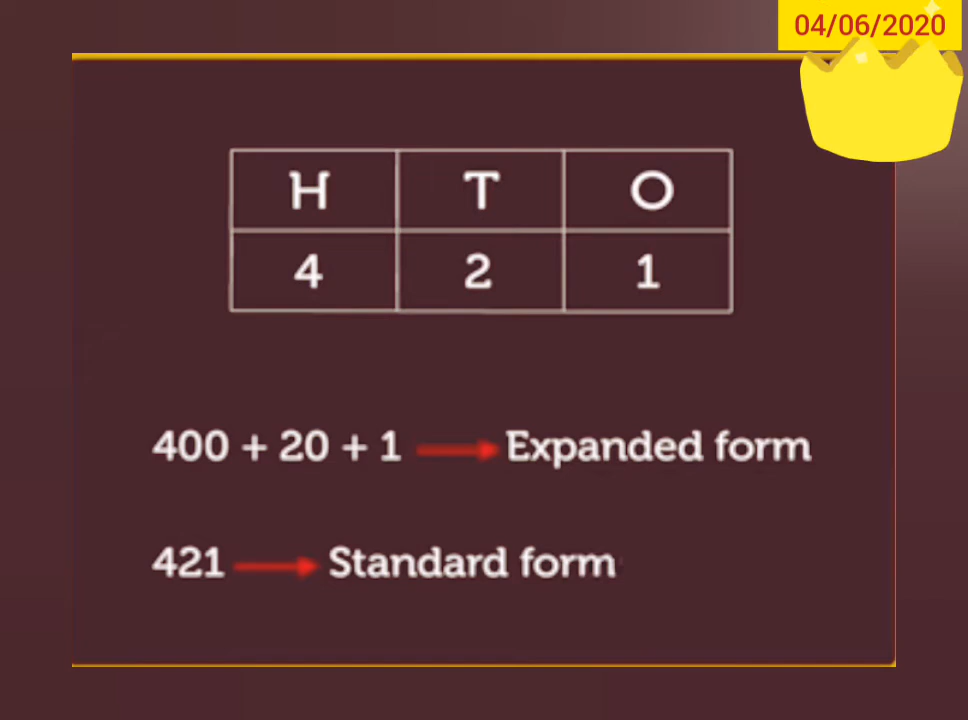 04/06/2020
H T O
4 2 1
400 + 20 + 1 → Expanded form
421 → Standard form